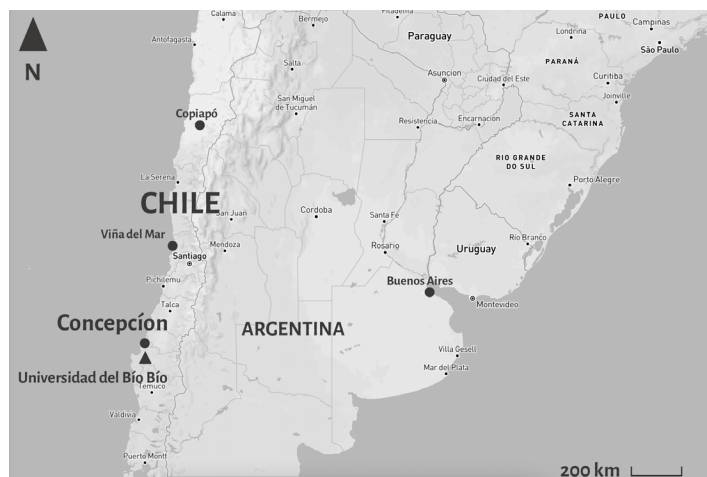 N
Calama
Bermejo
Filadelfia
PAULO
Campinas
Antofagasta
Paraguay
Londrina
São Paulo
Salta
PARANÁ
Asuncion
Ciudad del Este
Curitiba
Joinville
San Miguel
de Tucumán
Copiapó
Resistencia
Encarnación
SANTA
CATARINA
RIO GRANDE
DO SUL
La Serena
Porto Alegre
CHILE
San Juan
Cordoba
Santa Fé
Viña del Mar
Mendoza
Rosario
Uruguay
Rio Branco
Santiago
Pichilemu
Buenos Aires
Talca
Montevideo
Concepcíon
ARGENTINA
Villa Gesell
Mar del Plata
Universidad del Bío Bío
Temuco
Valdivia
Puerto Montt
200 km